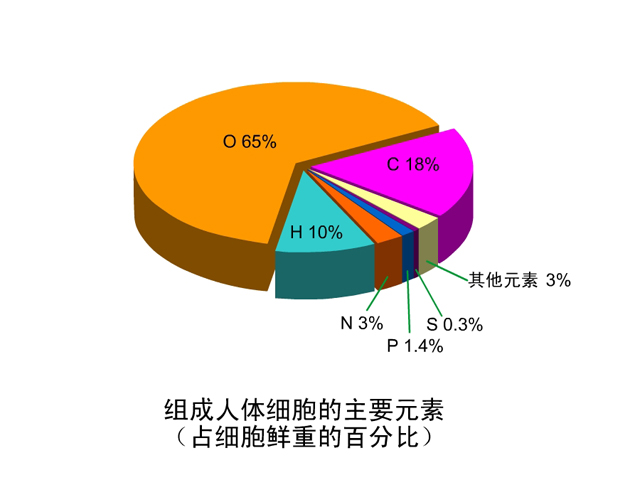 O 65%
C 18%
H 10%
其他元素 3%
N 3%
S 0.3%
P 1.4%
组成人体细胞的主要元素
（占细胞鲜重的百分比）